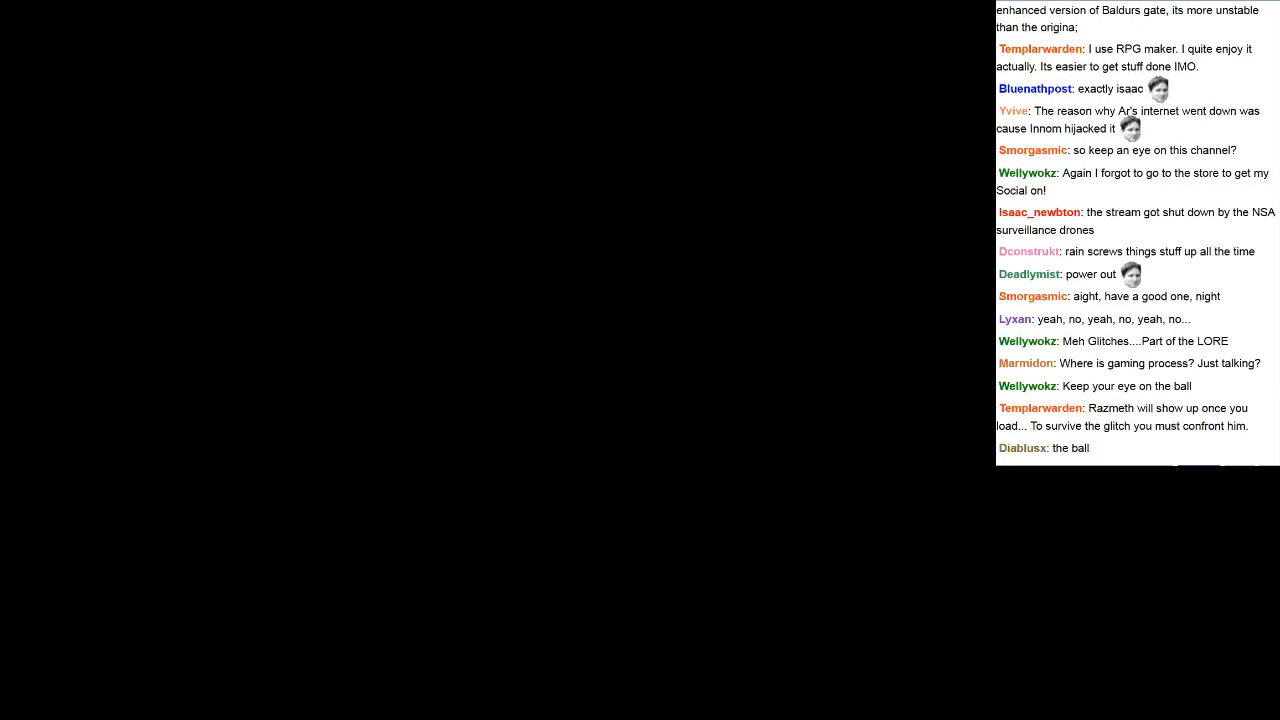 enhanced version of Baldurs gate, its more unstable
than the origina;
Templarwarden: I use RPG maker. I quite enjoy it
actually. Its easier to get stuff done IMO.
Bluenathpost: exactly isaac
Yvive: The reason why Ar's internet went down was
cause Innom hijacked it
Smorgasmic: so keep an eye on this channel?
Wellywokz: Again I forgot to go to the store to get my
Social on!
Isaac_newbton: the stream got shut down by the NSA
surveillance drones
Dconstrukt: rain screws things stuff up all the time
Deadlymist: power out
Smorgasmic: aight, have a good one, night
Lyxan: yeah, no, yeah, no, yeah, no...
Wellywokz: Meh Glitches....Part of the LORE
Marmidon: Where is gaming process? Just talking?
Wellywokz: Keep your eye on the ball
Templarwarden: Razmeth will show up once you
load... To survive the glitch you must confront him.
Diablusx: the ball